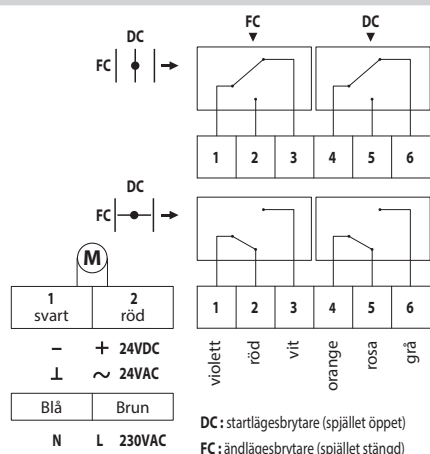 FC DC
DC
FC
1 2 3 4 5 6
DC
FC
M
1 2
svart röd
1 2 3 4 5 6
violett röd vit orange rosa grå
– + 24VDC
⊥ ~ 24VAC
Blå Brun
N L 230VAC
DC : startlägesbrytare (spjället öppet)
FC : ändlägesbrytare (spjället stängd)